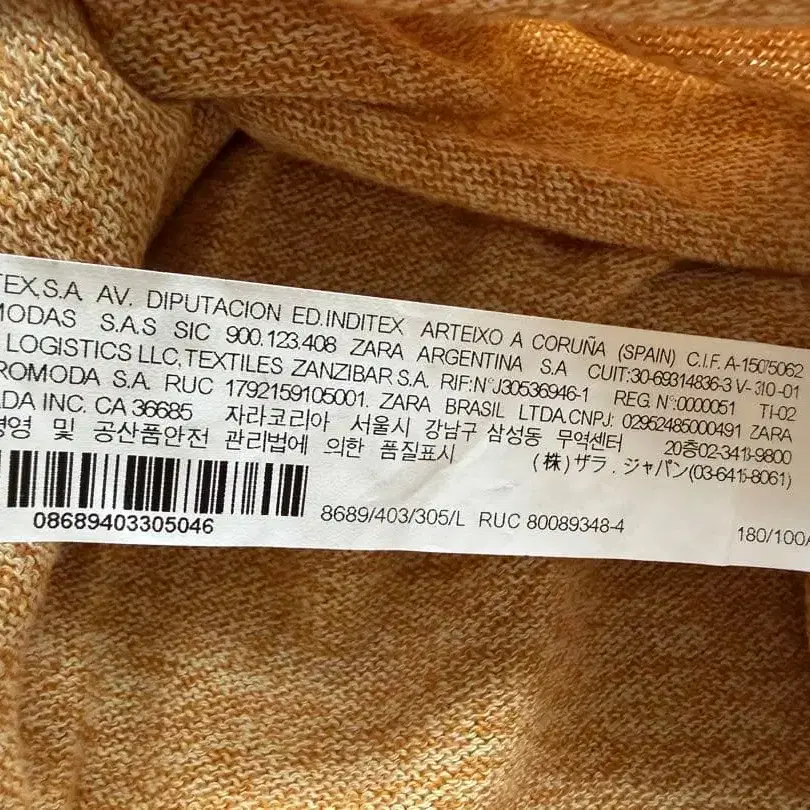 TEX,S.A. AV. DIPUTACION ED.INDITEX ARTEIXO A CORUÑA (SPAIN) C.I.F. A-15075062
MODAS S.A.S SIC 900.123.408 ZARA ARGENTINA S.A CUIT:30-69314836-3 V-310-01
LOGISTICS LLC,TEXTILES ZANZIBAR S.A. RIF:N°J30536946-1 REG. N°:0000051 TI-02
ROMODA S.A. RUC 1792159105001. ZARA BRASIL LTDA.CNPJ: 02952485000491 ZARA
ADA INC. CA 36685 자라코리아 서울시 강남구 삼성동 무역센터 20층02-3413-9800
경영 및 공산품안전 관리법에 의한 품질표시 (株)ザラ . ジャパン(03-6415-8061)
08689403305046
8689/403/305/L RUC 80089348-4
180/100A